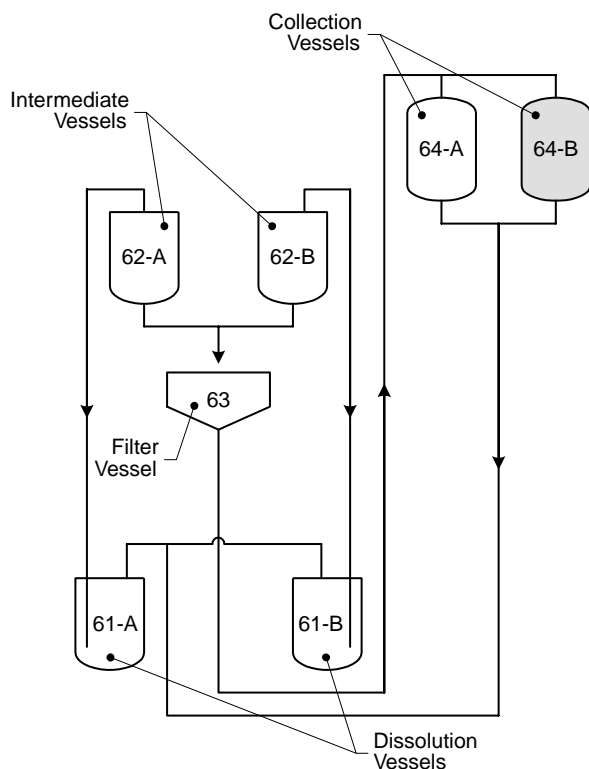 Collection
Vessels
Intermediate
Vessels
64-A
64-B
62-A
62-B
63
Filter
Vessel
61-A
61-B
Dissolution
Vessels